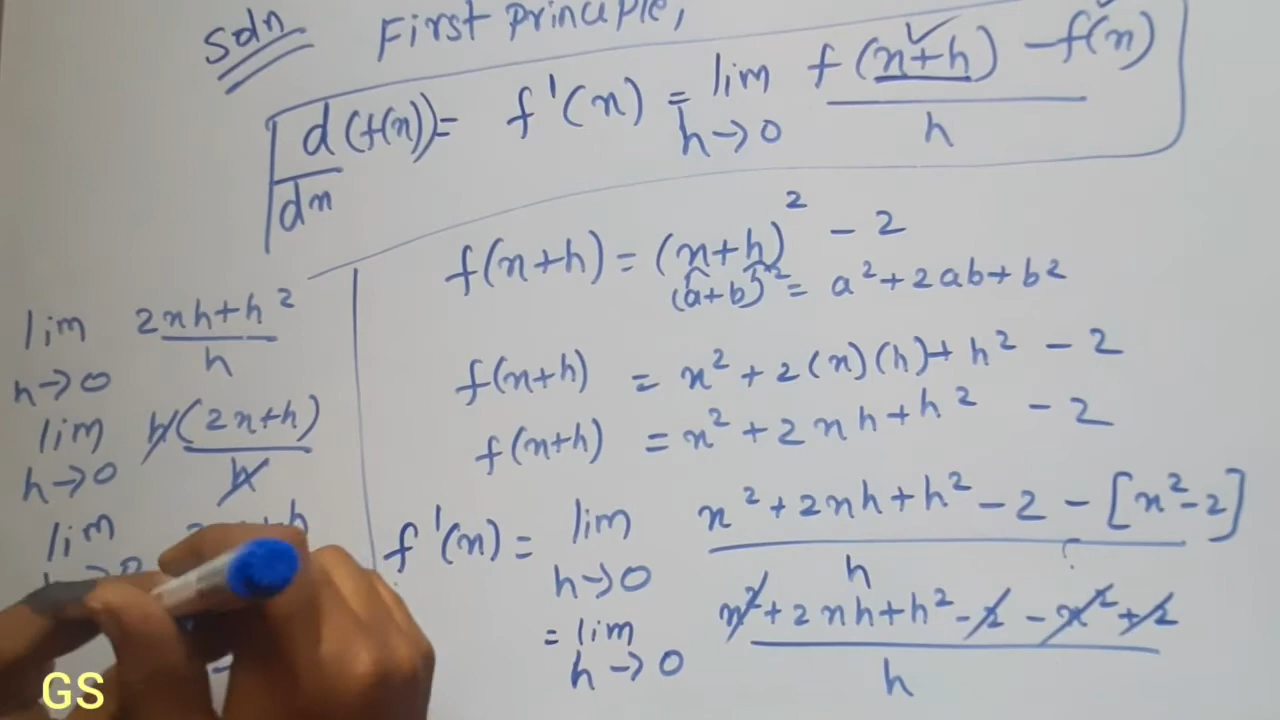 Soln First Principle,
d/dx (f(x)) = f'(x) = lim h→0 f(x+h) - f(x) / h
f(x+h) = (x+h)² - 2
(a+b)² = a² + 2ab + b²
f(x+h) = x² + 2(x)(h) + h² - 2
f(x+h) = x² + 2xh + h² - 2
f'(x) = lim h→0 x² + 2xh + h² - 2 - [x² - 2] / h
= lim h→0 x² + 2xh + h² - 2 - x² + 2 / h
lim h→0 2xh + h² / h
lim h→0 h(2x+h) / h
lim h→0
GS